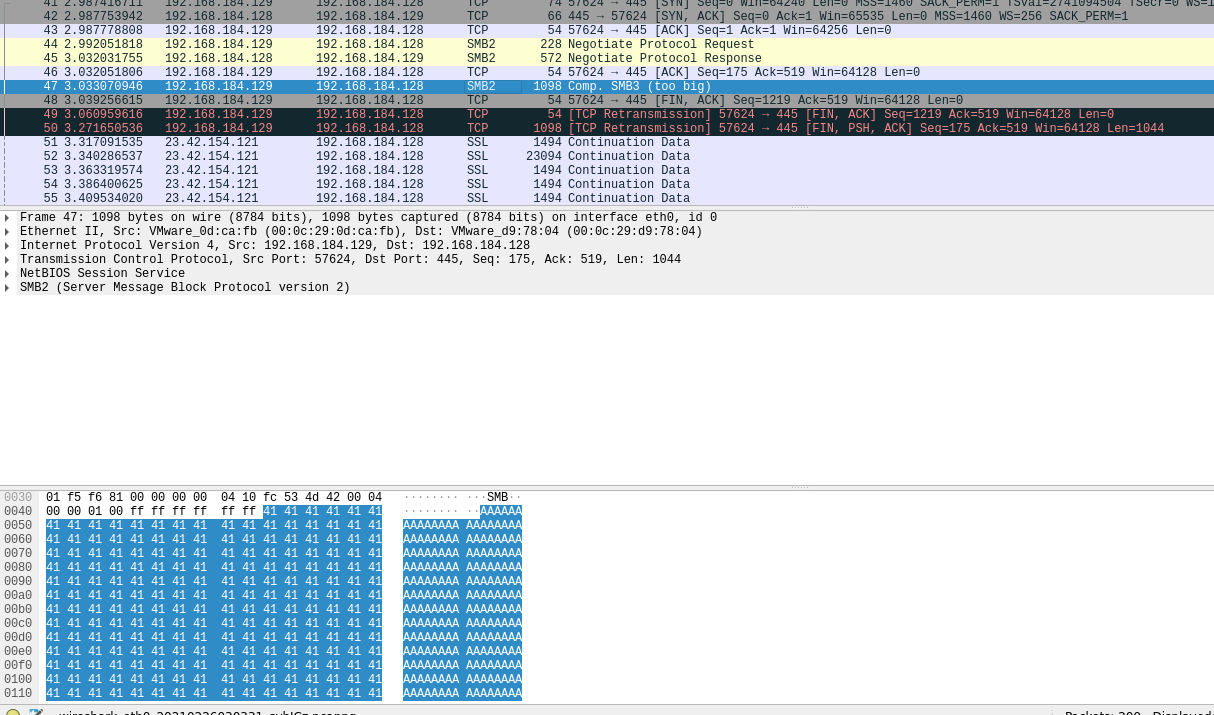 41 2.987416711 192.168.184.129 192.168.184.128 TCP 74 57624 → 445 [SYN] Seq=0 Win=64240 Len=0 MSS=1460 SACK_PERM=1 TSval=2741094504 TSecr=0 WS=1
42 2.987753942 192.168.184.128 192.168.184.129 TCP 66 445 → 57624 [SYN, ACK] Seq=0 Ack=1 Win=65535 Len=0 MSS=1460 WS=256 SACK_PERM=1
43 2.987778808 192.168.184.129 192.168.184.128 TCP 54 57624 → 445 [ACK] Seq=1 Ack=1 Win=64256 Len=0
44 2.992051818 192.168.184.129 192.168.184.128 SMB2 228 Negotiate Protocol Request
45 3.032031755 192.168.184.128 192.168.184.129 SMB2 572 Negotiate Protocol Response
46 3.032051806 192.168.184.129 192.168.184.128 TCP 54 57624 → 445 [ACK] Seq=175 Ack=519 Win=64128 Len=0
47 3.033070946 192.168.184.129 192.168.184.128 SMB2 1098 Comp. SMB3 (too big)
48 3.039256615 192.168.184.129 192.168.184.128 TCP 54 57624 → 445 [FIN, ACK] Seq=1219 Ack=519 Win=64128 Len=0
49 3.060959616 192.168.184.129 192.168.184.128 TCP 54 [TCP Retransmission] 57624 → 445 [FIN, ACK] Seq=1219 Ack=519 Win=64128 Len=0
50 3.271650536 192.168.184.129 192.168.184.128 TCP 1098 [TCP Retransmission] 57624 → 445 [FIN, PSH, ACK] Seq=175 Ack=519 Win=64128 Len=1044
51 3.317091535 23.42.154.121 192.168.184.128 SSL 1494 Continuation Data
52 3.340286537 23.42.154.121 192.168.184.128 SSL 23094 Continuation Data
53 3.363319574 23.42.154.121 192.168.184.128 SSL 1494 Continuation Data
54 3.386400625 23.42.154.121 192.168.184.128 SSL 1494 Continuation Data
55 3.409534020 23.42.154.121 192.168.184.128 SSL 1494 Continuation Data
Frame 47: 1098 bytes on wire (8784 bits), 1098 bytes captured (8784 bits) on interface eth0, id 0
Ethernet II, Src: VMware_0d:ca:fb (00:0c:29:0d:ca:fb), Dst: VMware_d9:78:04 (00:0c:29:d9:78:04)
Internet Protocol Version 4, Src: 192.168.184.129, Dst: 192.168.184.128
Transmission Control Protocol, Src Port: 57624, Dst Port: 445, Seq: 175, Ack: 519, Len: 1044
NetBIOS Session Service
SMB2 (Server Message Block Protocol version 2)
0030 01 f5 f6 81 00 00 00 00 04 10 fc 53 4d 42 00 04 ········ ···SMB··
0040 00 00 01 00 ff ff ff ff ff ff 41 41 41 41 41 41 ········ ··AAAAAA
0050 41 41 41 41 41 41 41 41 41 41 41 41 41 41 41 41 AAAAAAAA AAAAAAAA
0060 41 41 41 41 41 41 41 41 41 41 41 41 41 41 41 41 AAAAAAAA AAAAAAAA
0070 41 41 41 41 41 41 41 41 41 41 41 41 41 41 41 41 AAAAAAAA AAAAAAAA
0080 41 41 41 41 41 41 41 41 41 41 41 41 41 41 41 41 AAAAAAAA AAAAAAAA
0090 41 41 41 41 41 41 41 41 41 41 41 41 41 41 41 41 AAAAAAAA AAAAAAAA
00a0 41 41 41 41 41 41 41 41 41 41 41 41 41 41 41 41 AAAAAAAA AAAAAAAA
00b0 41 41 41 41 41 41 41 41 41 41 41 41 41 41 41 41 AAAAAAAA AAAAAAAA
00c0 41 41 41 41 41 41 41 41 41 41 41 41 41 41 41 41 AAAAAAAA AAAAAAAA
00d0 41 41 41 41 41 41 41 41 41 41 41 41 41 41 41 41 AAAAAAAA AAAAAAAA
00e0 41 41 41 41 41 41 41 41 41 41 41 41 41 41 41 41 AAAAAAAA AAAAAAAA
00f0 41 41 41 41 41 41 41 41 41 41 41 41 41 41 41 41 AAAAAAAA AAAAAAAA
0100 41 41 41 41 41 41 41 41 41 41 41 41 41 41 41 41 AAAAAAAA AAAAAAAA
0110 41 41 41 41 41 41 41 41 41 41 41 41 41 41 41 41 AAAAAAAA AAAAAAAA